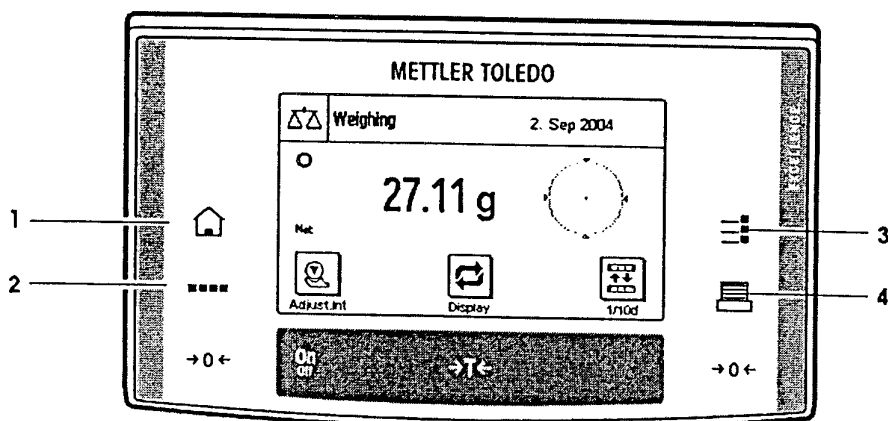 METTLER TOLEDO
EXCELLENCE
Weighing 2. Sep 2004
27.11 g
Net
Adjust.int Display 1/10d
→0← On Off →T← →0←
1
2
3
4